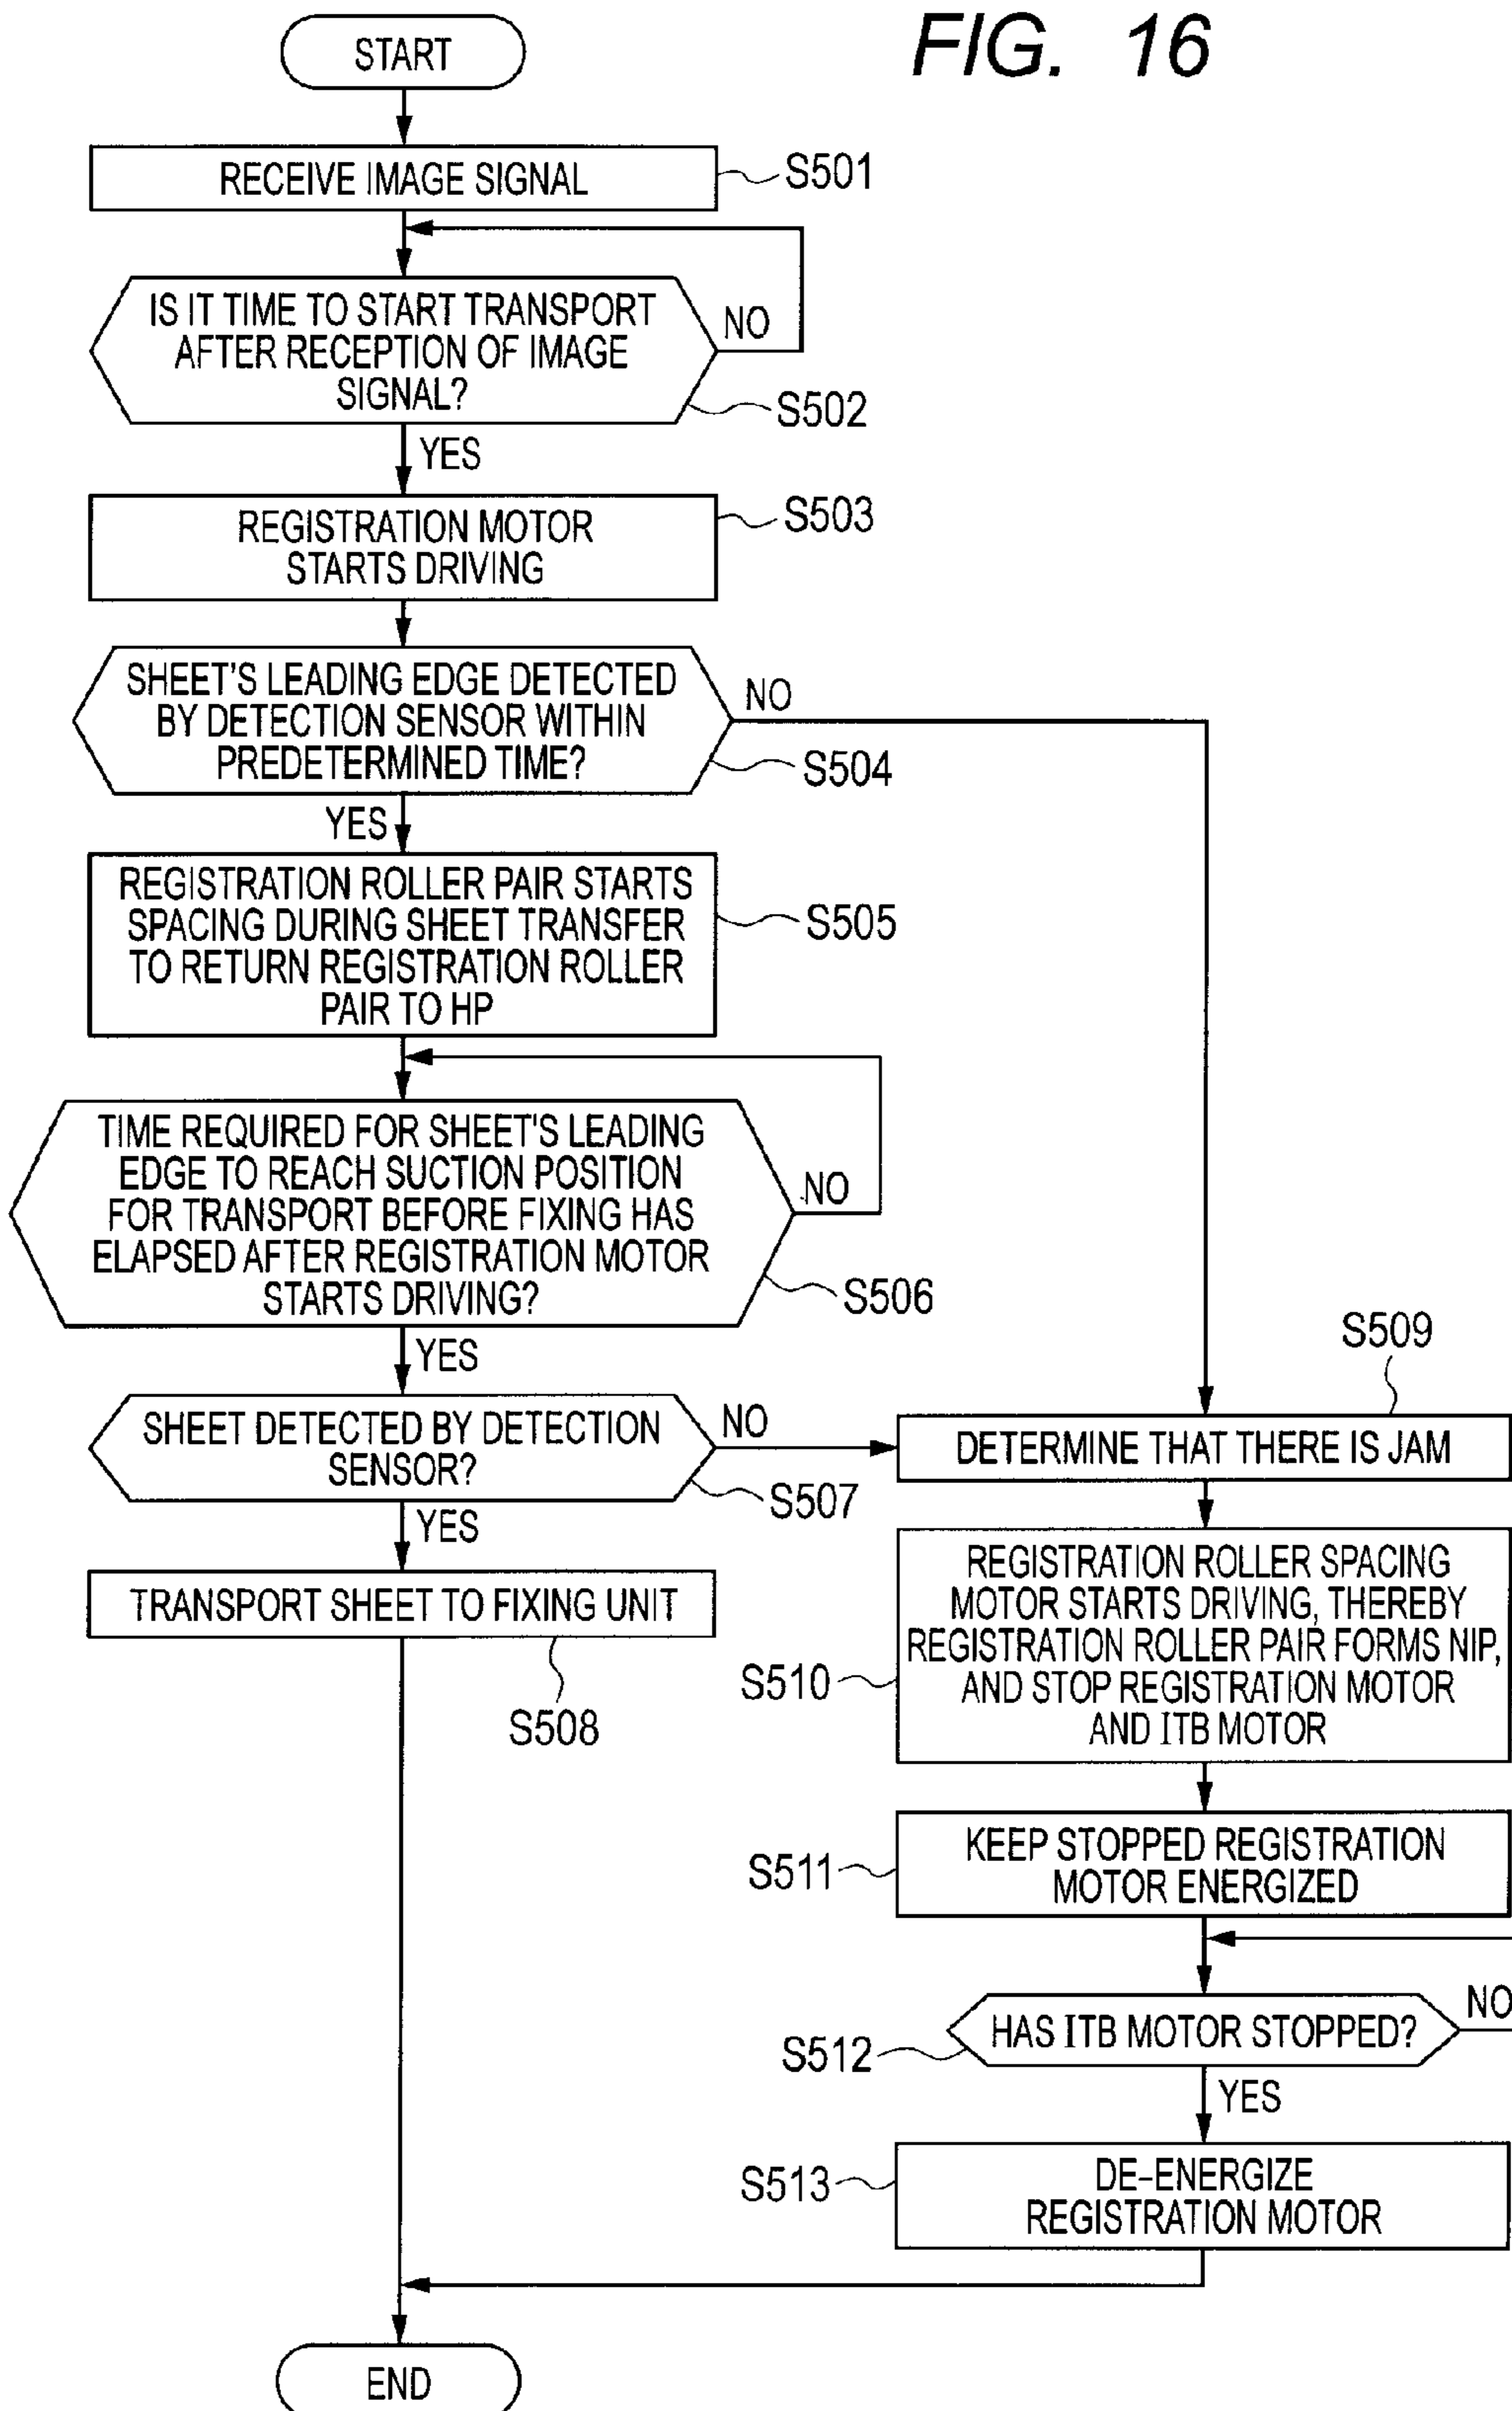 FIG. 16
START
RECEIVE IMAGE SIGNAL
S501
IS IT TIME TO START TRANSPORT
AFTER RECEPTION OF IMAGE
SIGNAL?
NO
S502
YES
REGISTRATION MOTOR
STARTS DRIVING
S503
SHEET'S LEADING EDGE DETECTED
BY DETECTION SENSOR WITHIN
PREDETERMINED TIME?
NO
S504
YES
REGISTRATION ROLLER PAIR STARTS
SPACING DURING SHEET TRANSFER
TO RETURN REGISTRATION ROLLER
PAIR TO HP
S505
TIME REQUIRED FOR SHEET'S LEADING
EDGE TO REACH SUCTION POSITION
FOR TRANSPORT BEFORE FIXING HAS
ELAPSED AFTER REGISTRATION MOTOR
STARTS DRIVING?
NO
S506
YES
SHEET DETECTED BY DETECTION
SENSOR?
NO
S507
YES
TRANSPORT SHEET TO FIXING UNIT
S508
S509
DETERMINE THAT THERE IS JAM
REGISTRATION ROLLER SPACING
MOTOR STARTS DRIVING, THEREBY
REGISTRATION ROLLER PAIR FORMS NIP,
AND STOP REGISTRATION MOTOR
AND ITB MOTOR
S510
KEEP STOPPED REGISTRATION
MOTOR ENERGIZED
S511
HAS ITB MOTOR STOPPED?
NO
S512
YES
DE-ENERGIZE
REGISTRATION MOTOR
S513
END